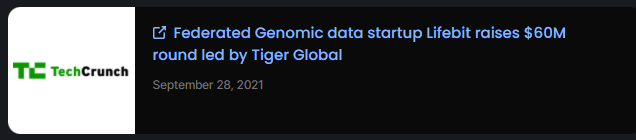 TechCrunch
Federated Genomic data startup Lifebit raises $60M
round led by Tiger Global
September 28, 2021